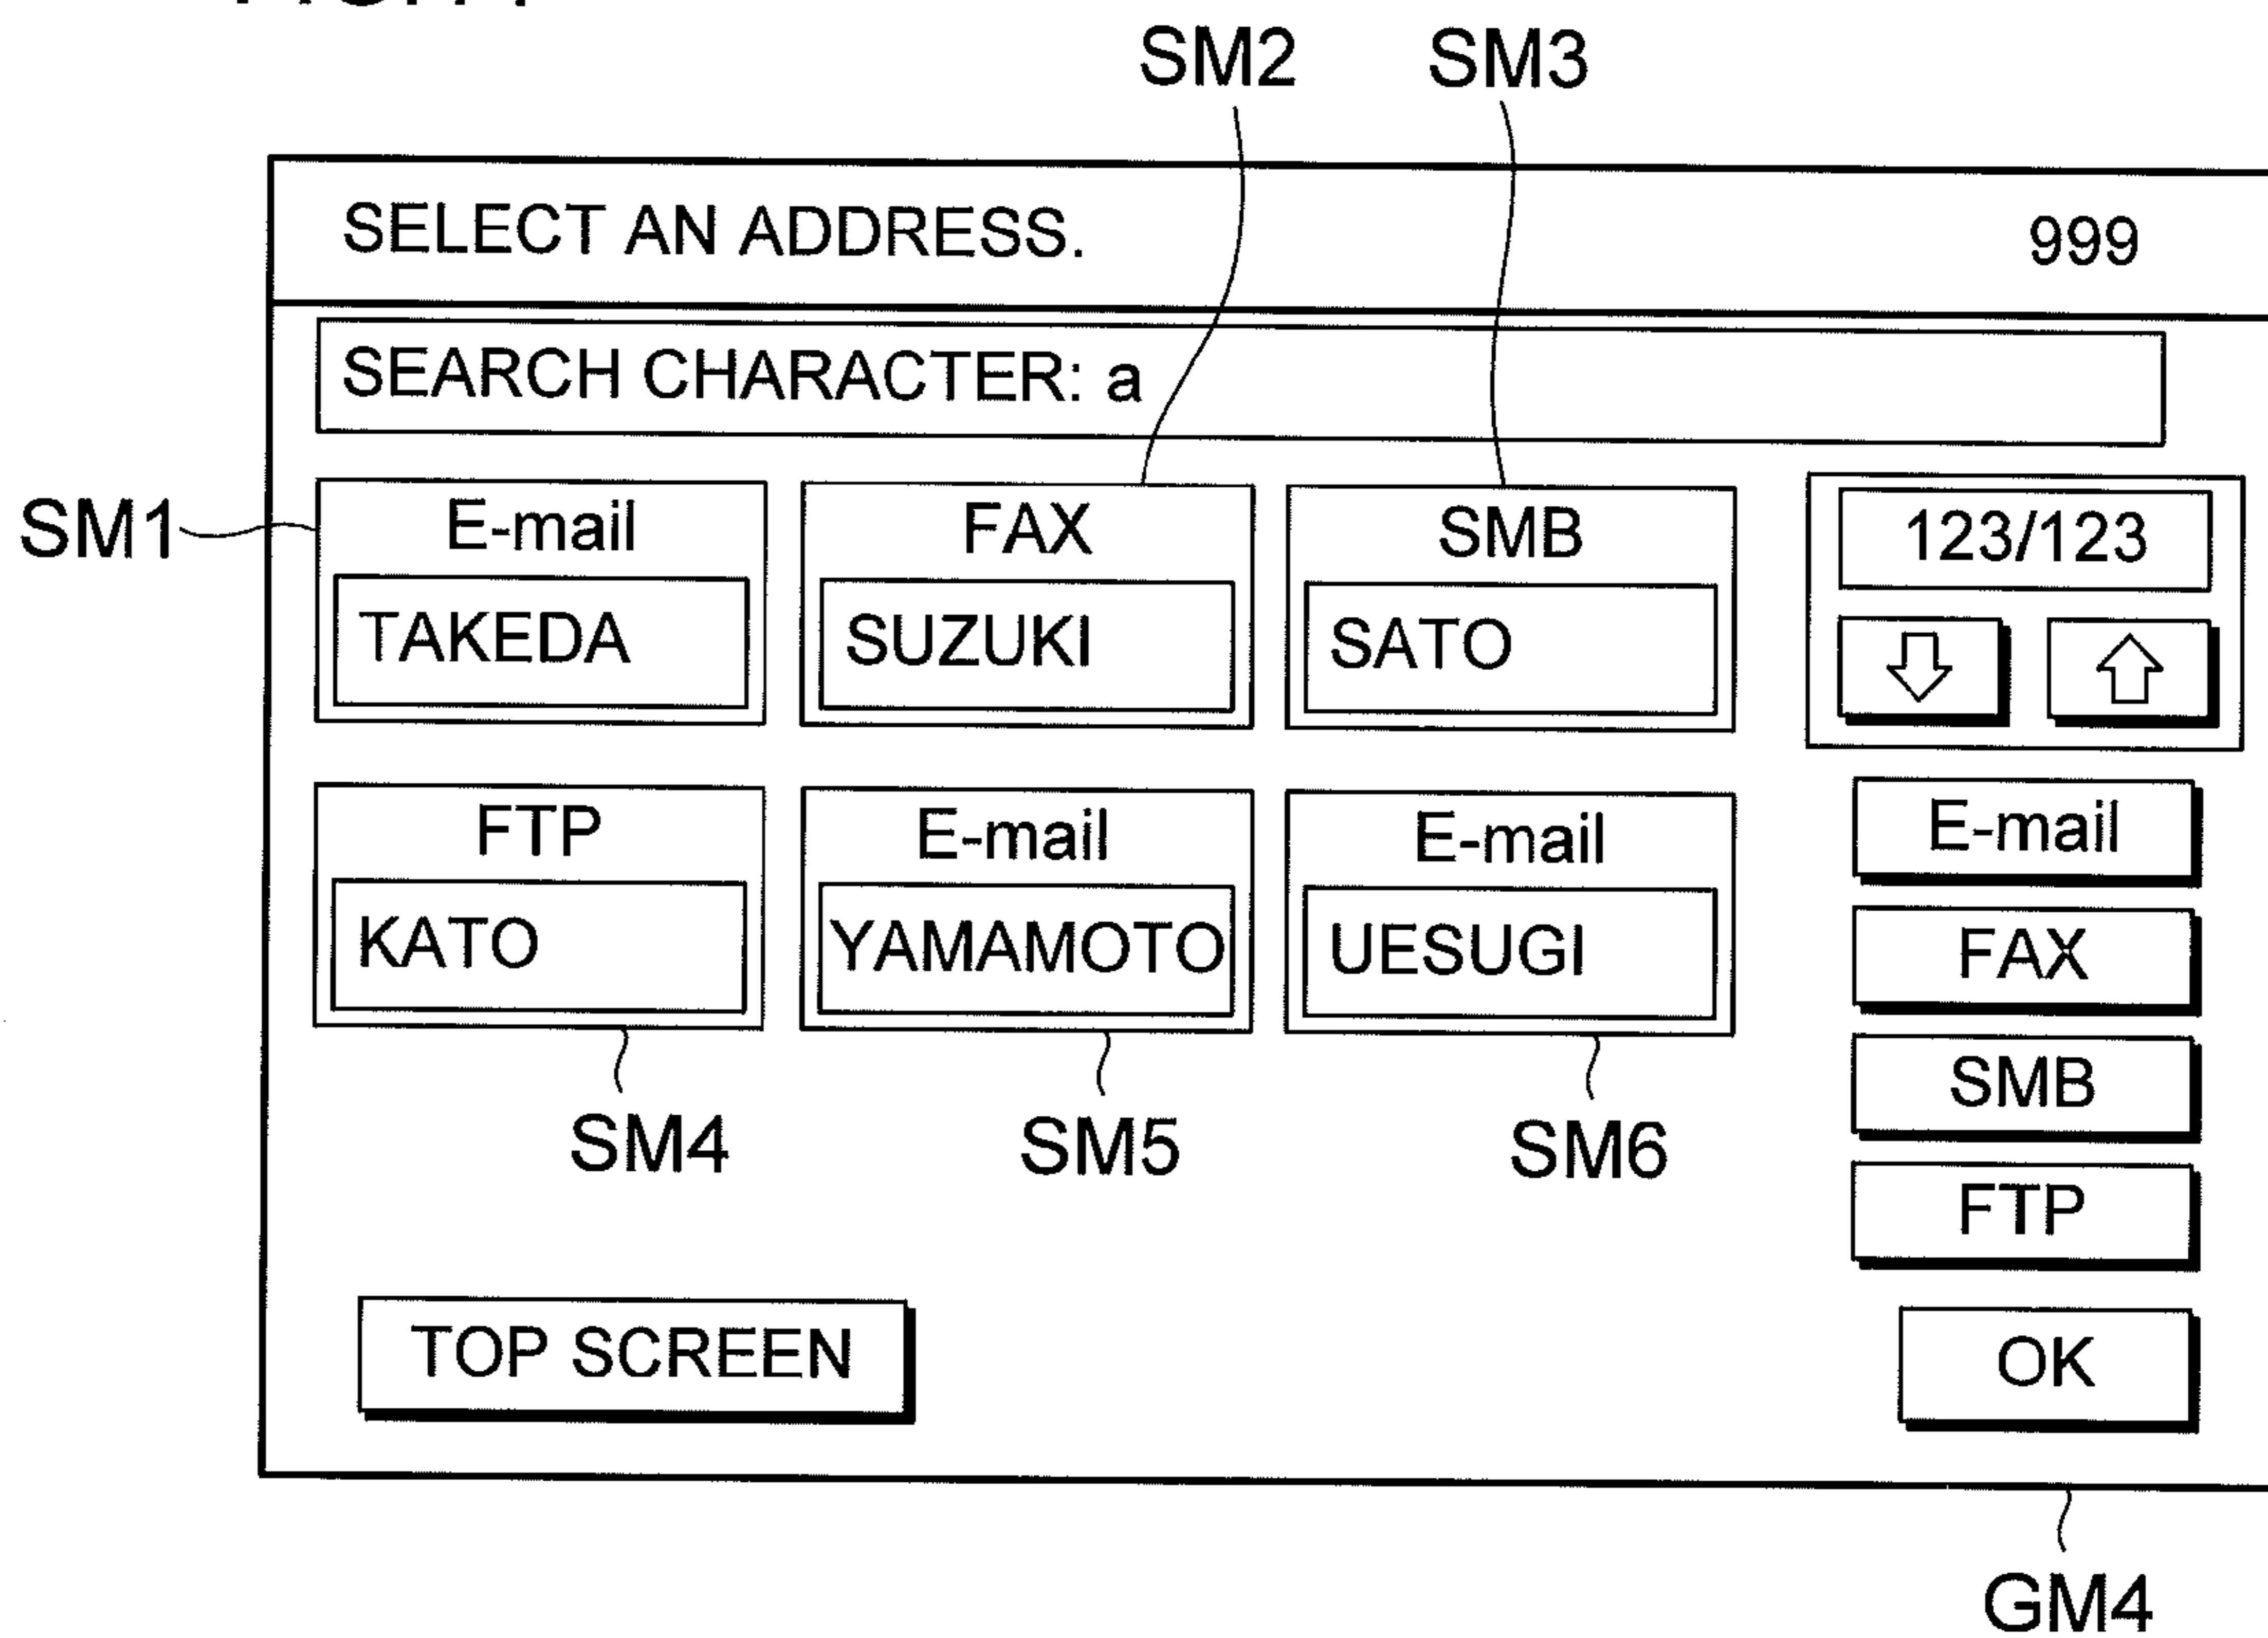 SM2 SM3
SELECT AN ADDRESS. 999
SEARCH CHARACTER: a
SM1
E-mail FAX SMB 123/123
TAKEDA SUZUKI SATO
FTP E-mail E-mail E-mail
KATO YAMAMOTO UESUGI FAX
SMB
SM4 SM5 SM6
FTP
TOP SCREEN OK
GM4